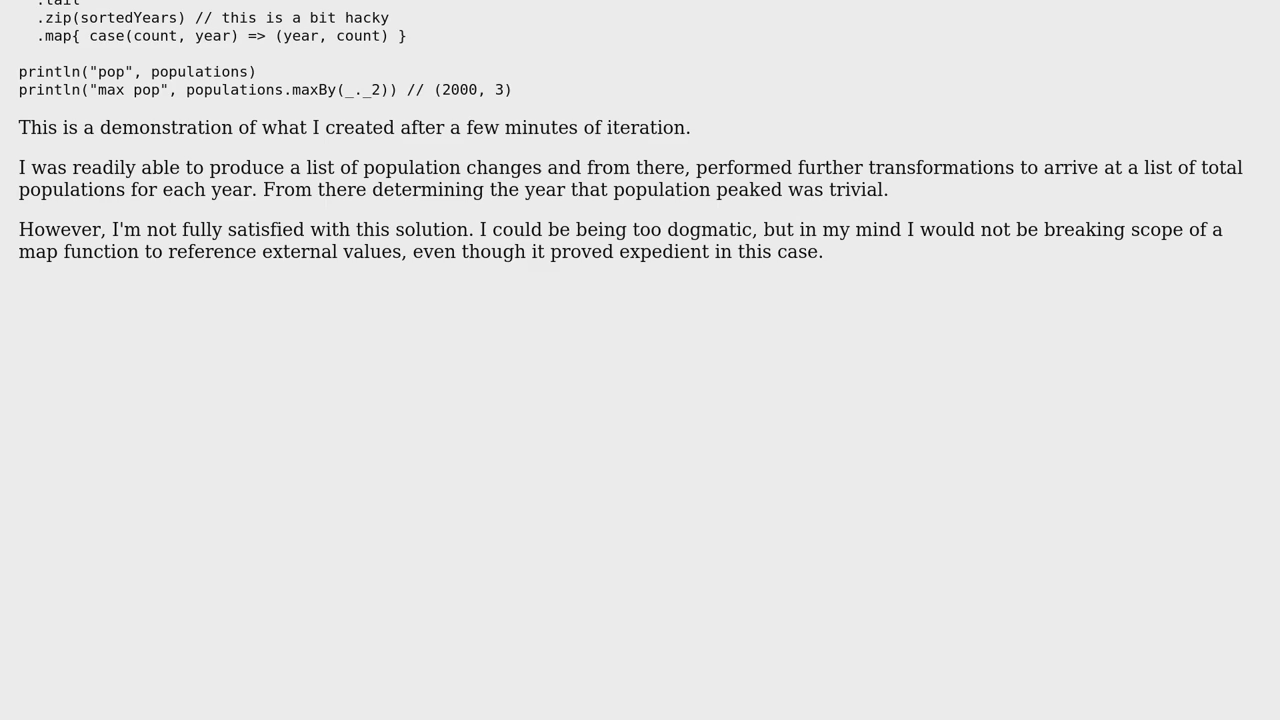 .tail
.zip(sortedYears) // this is a bit hacky
.map{ case(count, year) => (year, count) }
println("pop", populations)
println("max pop", populations.maxBy(_._2)) // (2000, 3)
This is a demonstration of what I created after a few minutes of iteration.
I was readily able to produce a list of population changes and from there, performed further transformations to arrive at a list of total
populations for each year. From there determining the year that population peaked was trivial.
However, I'm not fully satisfied with this solution. I could be being too dogmatic, but in my mind I would not be breaking scope of a
map function to reference external values, even though it proved expedient in this case.